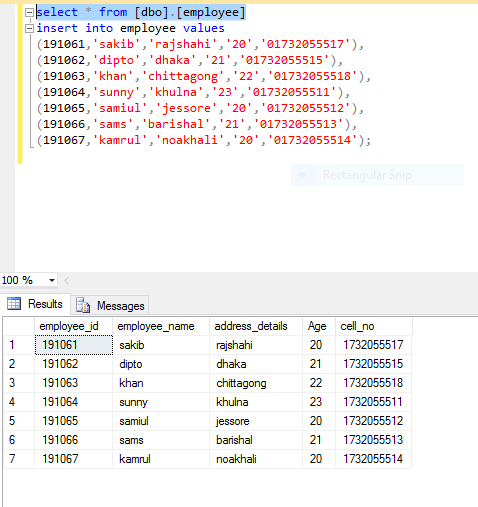 select * from [dbo].[employee]
insert into employee values
(191061,'sakib','rajshahi','20','01732055517'),
(191062,'dipto','dhaka','21','01732055515'),
(191063,'khan','chittagong','22','01732055518'),
(191064,'sunny','khulna','23','01732055511'),
(191065,'samiul','jessore','20','01732055512'),
(191066,'sams','barishal','21','01732055513'),
(191067,'kamrul','noakhali','20','01732055514');
Rectangular Snip
100 %
Results Messages
employee_id employee_name address_details Age cell_no
1 191061 sakib rajshahi 20 1732055517
2 191062 dipto dhaka 21 1732055515
3 191063 khan chittagong 22 1732055518
4 191064 sunny khulna 23 1732055511
5 191065 samiul jessore 20 1732055512
6 191066 sams barishal 21 1732055513
7 191067 kamrul noakhali 20 1732055514